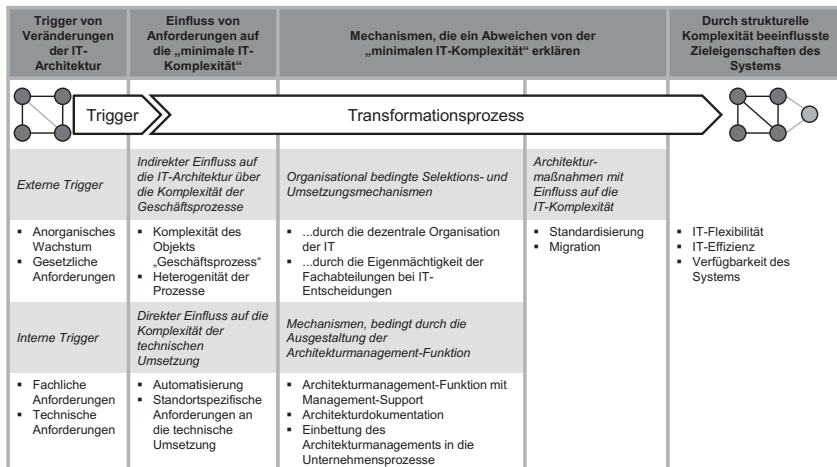 Trigger von
Veränderungen
der IT-
Architektur
Einfluss von
Anforderungen auf
die „minimale IT-
Komplexität“
Mechanismen, die ein Abweichen von der
„minimalen IT-Komplexität“ erklären
Durch strukturelle
Komplexität beeinflusste
Zieleigenschaften des
Systems
Trigger
Transformationsprozess
Externe Trigger
Indirekter Einfluss auf
die IT-Architektur über
die Komplexität der
Geschäftsprozesse
Organisational bedingte Selektions- und
Umsetzungsmechanismen
Architektur-
maßnahmen mit
Einfluss auf die
IT-Komplexität
▪ Anorganisches
Wachstum
▪ Gesetzliche
Anforderungen
▪ Komplexität des
Objekts
„Geschäftsprozess“
▪ Heterogenität der
Prozesse
▪ ...durch die dezentrale Organisation
der IT
▪ ...durch die Eigenmächtigkeit der
Fachabteilungen bei IT-
Entscheidungen
▪ Standardisierung
▪ Migration
▪ IT-Flexibilität
▪ IT-Effizienz
▪ Verfügbarkeit des
Systems
Interne Trigger
Direkter Einfluss auf die
Komplexität der
technischen
Umsetzung
Mechanismen, bedingt durch die
Ausgestaltung der
Architekturmanagement-Funktion
▪ Fachliche
Anforderungen
▪ Technische
Anforderungen
▪ Automatisierung
▪ Standortspezifische
Anforderungen an
die technische
Umsetzung
▪ Architekturmanagement-Funktion mit
Management-Support
▪ Architekturdokumentation
▪ Einbettung des
Architekturmanagements in die
Unternehmensprozesse